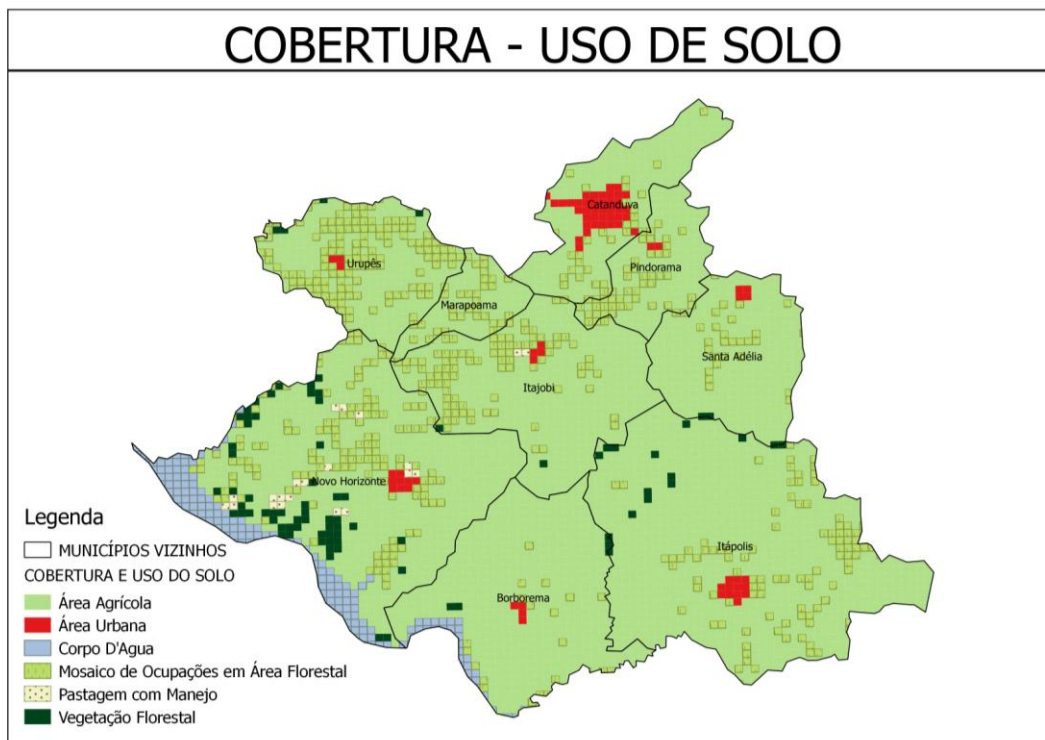 COBERTURA - USO DE SOLO
Catanduva
Urupês
Pindorama
Marapoama
Santa Adélia
Itajobi
Novo Horizonte
Itápolis
Borborema
Legenda
MUNICÍPIOS VIZINHOS
COBERTURA E USO DO SOLO
Área Agrícola
Área Urbana
Corpo D'Agua
Mosaico de Ocupações em Área Florestal
Pastagem com Manejo
Vegetação Florestal